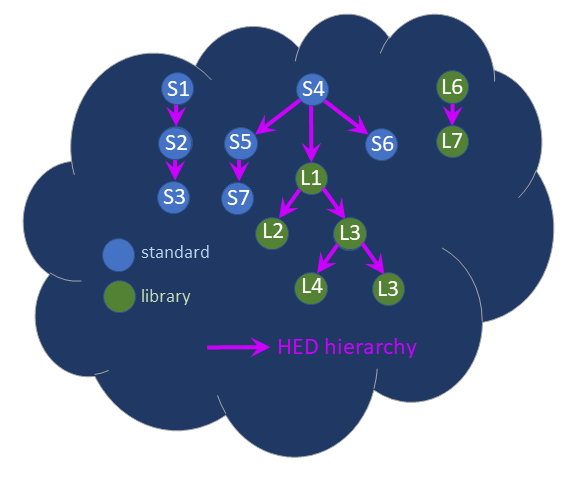 S1
S4
L6
S2
S5
S6
L7
S3
S7
L1
L2
L3
L4
L3
standard
library
HED hierarchy